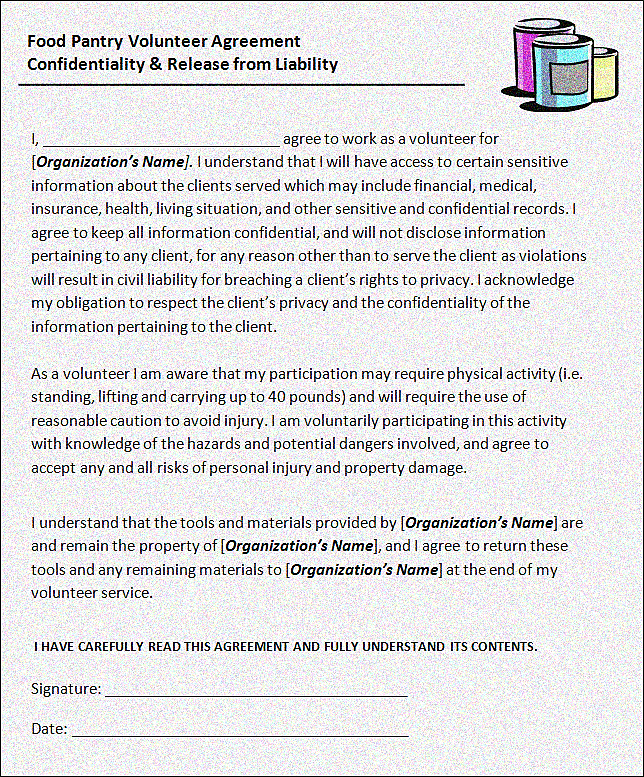 Food Pantry Volunteer Agreement
Confidentiality & Release from Liability
I, ____________________________ agree to work as a volunteer for
[Organization's Name]. I understand that I will have access to certain sensitive
information about the clients served which may include financial, medical,
insurance, health, living situation, and other sensitive and confidential records. I
agree to keep all information confidential, and will not disclose information
pertaining to any client, for any reason other than to serve the client as violations
will result in civil liability for breaching a client's rights to privacy. I acknowledge
my obligation to respect the client's privacy and the confidentiality of the
information pertaining to the client.
As a volunteer I am aware that my participation may require physical activity (i.e.
standing, lifting and carrying up to 40 pounds) and will require the use of
reasonable caution to avoid injury. I am voluntarily participating in this activity
with knowledge of the hazards and potential dangers involved, and agree to
accept any and all risks of personal injury and property damage.
I understand that the tools and materials provided by [Organization's Name] are
and remain the property of [Organization's Name], and I agree to return these
tools and any remaining materials to [Organization's Name] at the end of my
volunteer service.
I HAVE CAREFULLY READ THIS AGREEMENT AND FULLY UNDERSTAND ITS CONTENTS.
Signature: ____________________________________
Date: ________________________________________